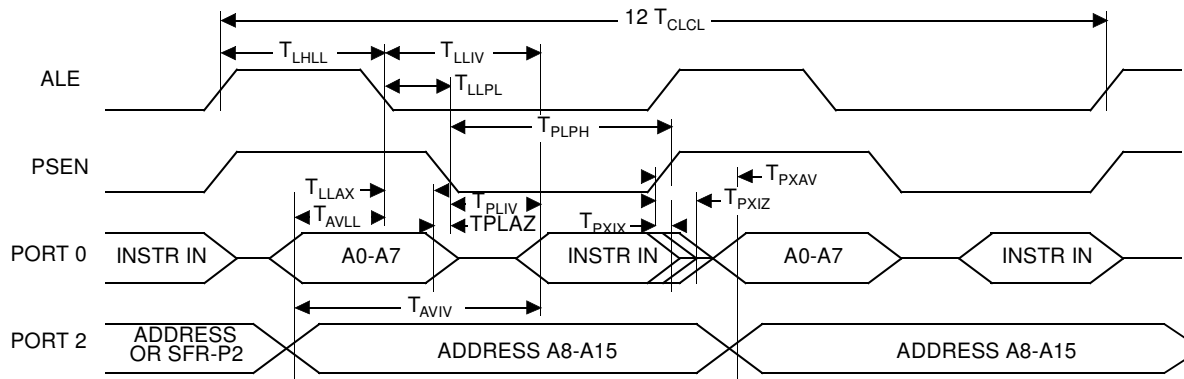 12 TCLCL
TLHLL
TLLIV
ALE
TLLPL
TPLPH
PSEN
TLLAX
TPXAV
TPLIV
TPXIZ
TAVLL
TPLAZ
TPXIX
PORT 0
INSTR IN
A0-A7
INSTR IN
A0-A7
INSTR IN
TAVIV
PORT 2
ADDRESS
OR SFR-P2
ADDRESS A8-A15
ADDRESS A8-A15